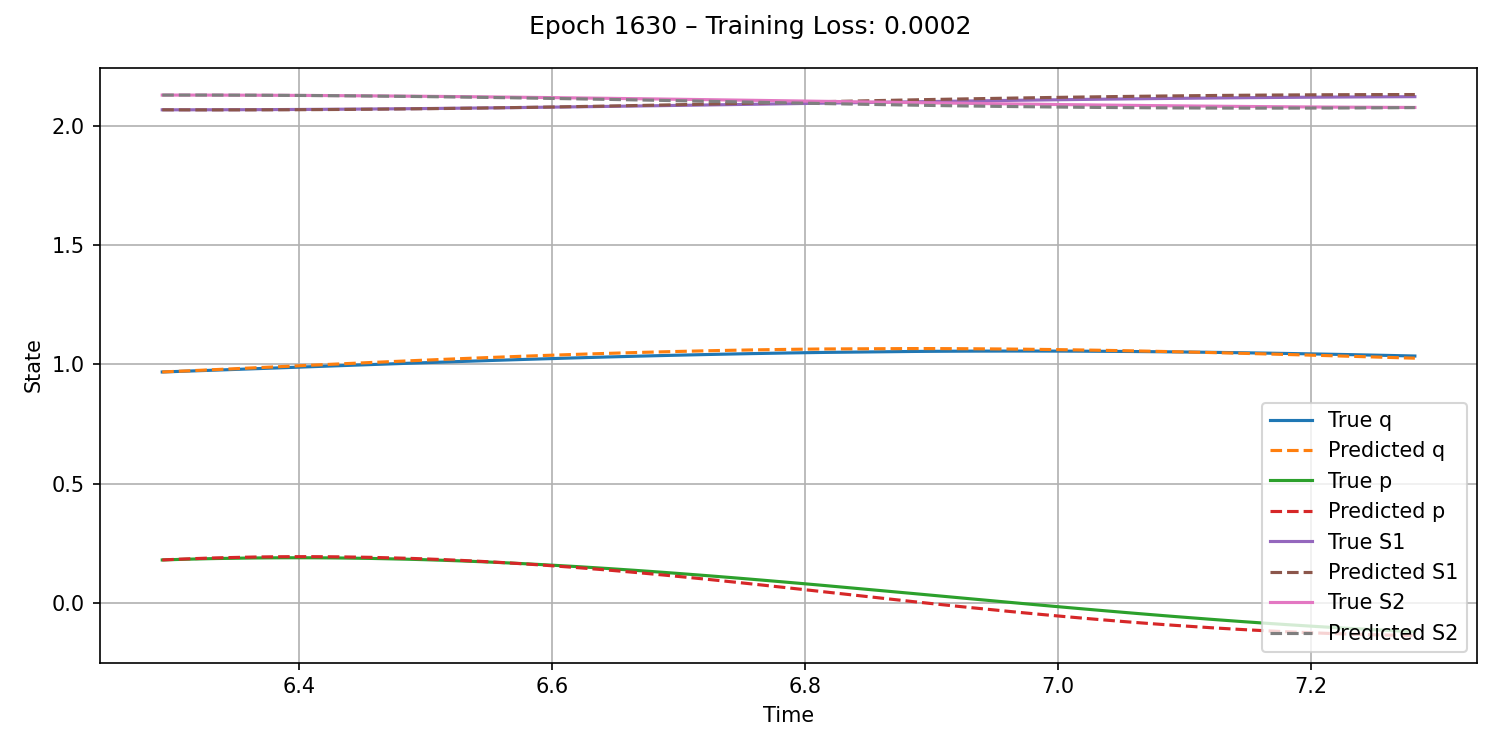 Epoch 1630 – Training Loss: 0.0002
State
2.0
1.5
1.0
0.5
0.0
True q
Predicted q
True p
Predicted p
True S1
Predicted S1
True S2
Predicted S2
6.4 6.6 6.8 7.0 7.2
Time